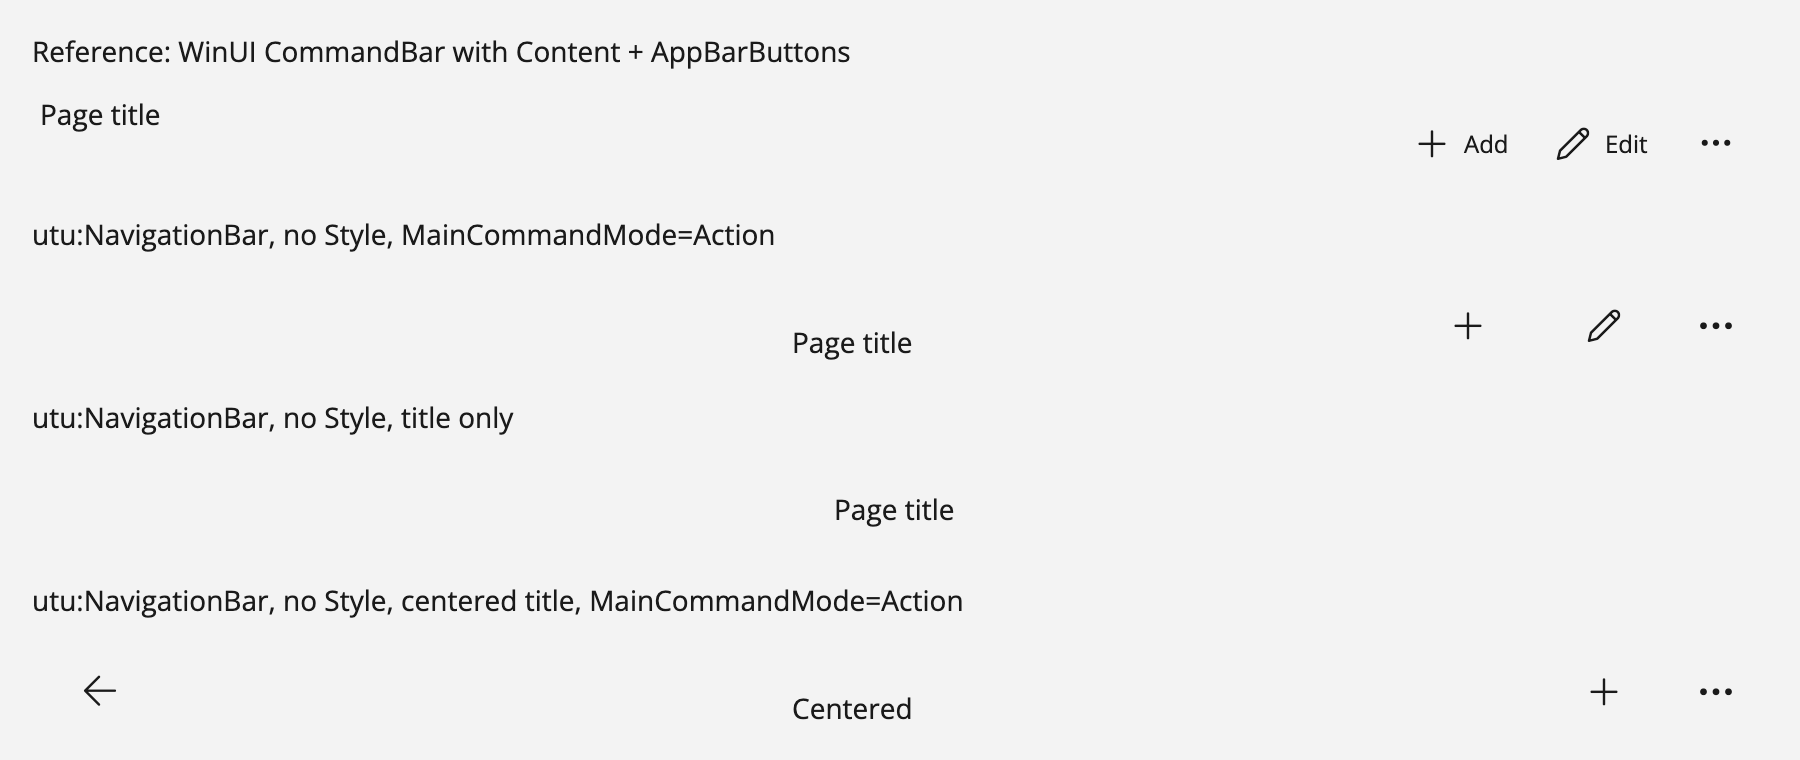 Reference: WinUI CommandBar with Content + AppBarButtons
Page title
Add Edit
utu:NavigationBar, no Style, MainCommandMode=Action
Page title
utu:NavigationBar, no Style, title only
Page title
utu:NavigationBar, no Style, centered title, MainCommandMode=Action
Centered